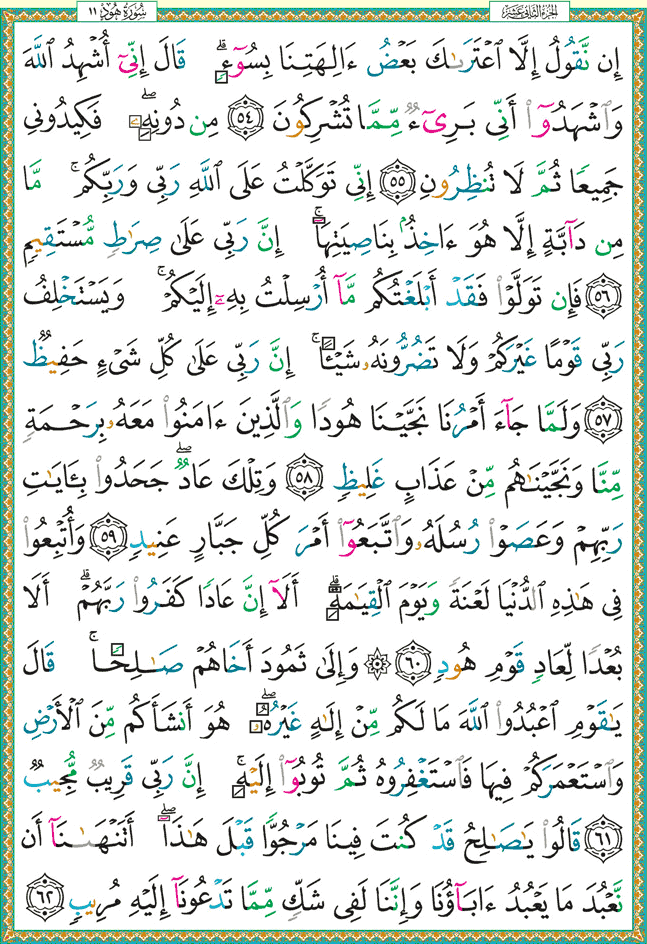 سُورَةُ هُودٍ ١١ الجُزْءُ الثَّانِي عَشَرَ
إِن نَّقُولُ إِلَّا ٱعْتَرَىٰكَ بَعْضُ ءَالِهَتِنَا بِسُوٓءٍ ۗ قَالَ إِنِّىٓ أُشْهِدُ ٱللَّهَ
وَٱشْهَدُوٓا۟ أَنِّى بَرِىٓءٌ مِّمَّا تُشْرِكُونَ ﴿٥٤﴾ مِن دُونِهِۦ ۖ فَكِيدُونِى
جَمِيعًا ثُمَّ لَا تُنظِرُونِ ﴿٥٥﴾ إِنِّى تَوَكَّلْتُ عَلَى ٱللَّهِ رَبِّى وَرَبِّكُم ۚ مَّا
مِن دَآبَّةٍ إِلَّا هُوَ ءَاخِذٌۢ بِنَاصِيَتِهَآ ۚ إِنَّ رَبِّى عَلَىٰ صِرَٰطٍ مُّسْتَقِيمٍ
﴿٥٦﴾ فَإِن تَوَلَّوْا۟ فَقَدْ أَبْلَغْتُكُم مَّآ أُرْسِلْتُ بِهِۦٓ إِلَيْكُمْ ۚ وَيَسْتَخْلِفُ
رَبِّى قَوْمًا غَيْرَكُمْ وَلَا تَضُرُّونَهُۥ شَيْـًٔا ۚ إِنَّ رَبِّى عَلَىٰ كُلِّ شَىْءٍ حَفِيظٌ
﴿٥٧﴾ وَلَمَّا جَآءَ أَمْرُنَا نَجَّيْنَا هُودًا وَٱلَّذِينَ ءَامَنُوا۟ مَعَهُۥ بِرَحْمَةٍ
مِّنَّا وَنَجَّيْنَٰهُم مِّنْ عَذَابٍ غَلِيظٍ ﴿٥٨﴾ وَتِلْكَ عَادٌ ۖ جَحَدُوا۟ بِـَٔايَٰتِ
رَبِّهِمْ وَعَصَوْا۟ رُسُلَهُۥ وَٱتَّبَعُوٓا۟ أَمْرَ كُلِّ جَبَّارٍ عَنِيدٍ ﴿٥٩﴾ وَأُتْبِعُوا۟
فِى هَٰذِهِ ٱلدُّنْيَا لَعْنَةً وَيَوْمَ ٱلْقِيَٰمَةِ ۗ أَلَآ إِنَّ عَادًا كَفَرُوا۟ رَبَّهُمْ ۗ أَلَا
بُعْدًا لِّعَادٍ قَوْمِ هُودٍ ﴿٦٠﴾ ۞ وَإِلَىٰ ثَمُودَ أَخَاهُمْ صَٰلِحًا ۚ قَالَ
يَٰقَوْمِ ٱعْبُدُوا۟ ٱللَّهَ مَا لَكُم مِّنْ إِلَٰهٍ غَيْرُهُۥ ۖ هُوَ أَنشَأَكُم مِّنَ ٱلْأَرْضِ
وَٱسْتَعْمَرَكُمْ فِيهَا فَٱسْتَغْفِرُوهُ ثُمَّ تُوبُوٓا۟ إِلَيْهِ ۚ إِنَّ رَبِّى قَرِيبٌ مُّجِيبٌ
﴿٦١﴾ قَالُوا۟ يَٰصَٰلِحُ قَدْ كُنتَ فِينَا مَرْجُوًّا قَبْلَ هَٰذَآ ۖ أَتَنْهَىٰنَآ أَن
نَّعْبُدَ مَا يَعْبُدُ ءَابَآؤُنَا وَإِنَّنَا لَفِى شَكٍّ مِّمَّا تَدْعُونَآ إِلَيْهِ مُرِيبٍ ﴿٦٢﴾